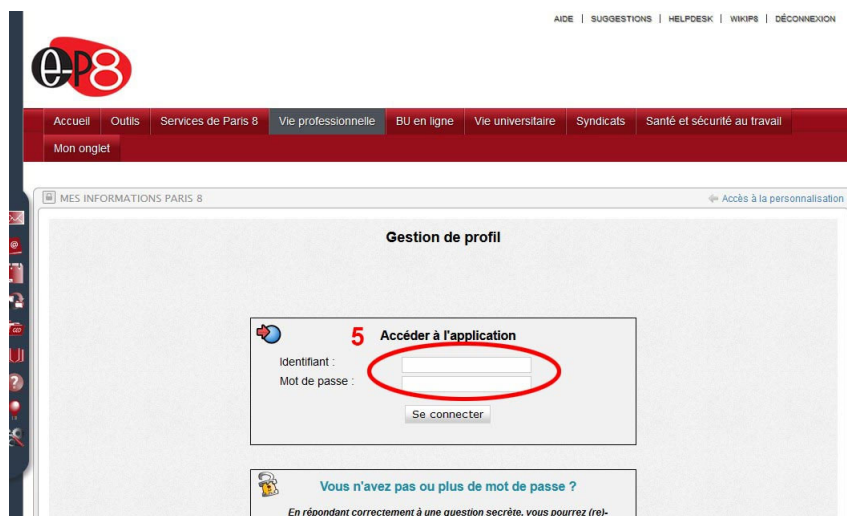 AIDE | SUGGESTIONS | HELPDESK | WIKIP8 | DÉCONNEXION
e-P8
Accueil Outils Services de Paris 8 Vie professionnelle BU en ligne Vie universitaire Syndicats Santé et sécurité au travail
Mon onglet
MES INFORMATIONS PARIS 8 Accès à la personnalisation
Gestion de profil
5 Accéder à l'application
Identifiant :
Mot de passe :
Se connecter
Vous n'avez pas ou plus de mot de passe ?
En répondant correctement à une question secrète, vous pourrez (re)-